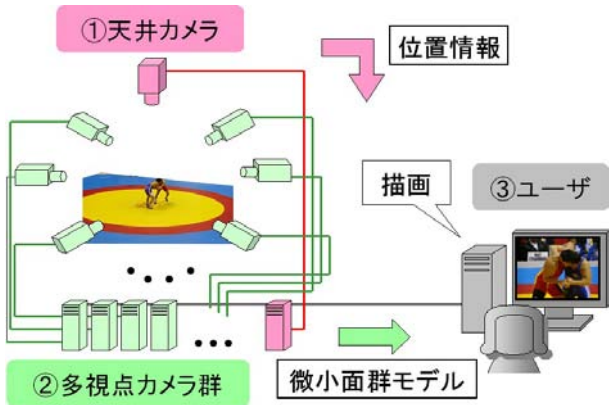 ①天井カメラ
位置情報
描画
③ユーザ
②多視点カメラ群
微小面群モデル